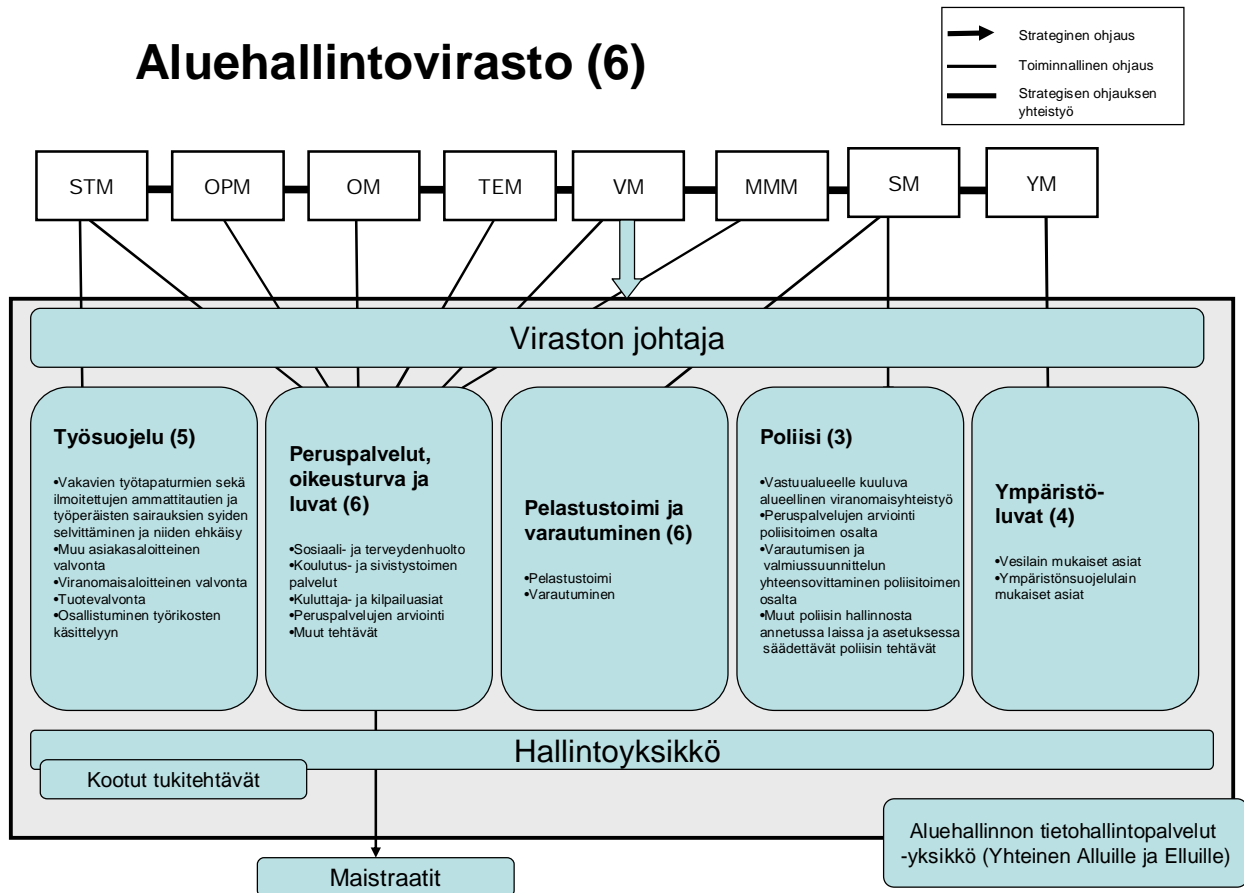 Aluehallintovirasto (6)
Strateginen ohjaus
Toiminnallinen ohjaus
Strategisen ohjauksen
yhteistyö
STM
OPM
OM
TEM
VM
MMM
SM
YM
Viraston johtaja
Työsuojelu (5)
•Vakavien työtapaturmien sekä
ilmoitettujen ammattitautien ja
työperäisten sairauksien syiden
selvittäminen ja niiden ehkäisy
•Muu asiakasaloitteinen
valvonta
•Viranomaisaloitteinen valvonta
•Tuotevalvonta
•Osallistuminen työrikosten
käsittelyyn
Peruspalvelut,
oikeusturva ja
luvat (6)
•Sosiaali- ja terveydenhuolto
•Koulutus- ja sivistystoimen
palvelut
•Kuluttaja- ja kilpailuasiat
•Peruspalvelujen arviointi
•Muut tehtävät
Pelastustoimi ja
varautuminen (6)
•Pelastustoimi
•Varautuminen
Poliisi (3)
•Vastuualueelle kuuluva
alueellinen viranomaisyhteistyö
•Peruspalvelujen arviointi
poliisitoimen osalta
•Varautumisen ja
valmiussuunnittelun
yhteensovittaminen poliisitoimen
osalta
•Muut poliisin hallinnosta
annetussa laissa ja asetuksessa
säädettävät poliisin tehtävät
Ympäristö-
luvat (4)
•Vesilain mukaiset asiat
•Ympäristönsuojelulain
mukaiset asiat
Hallintoyksikkö
Kootut tukitehtävät
Aluehallinnon tietohallintopalvelut
-yksikkö (Yhteinen Alluille ja Elluille)
Maistraatit